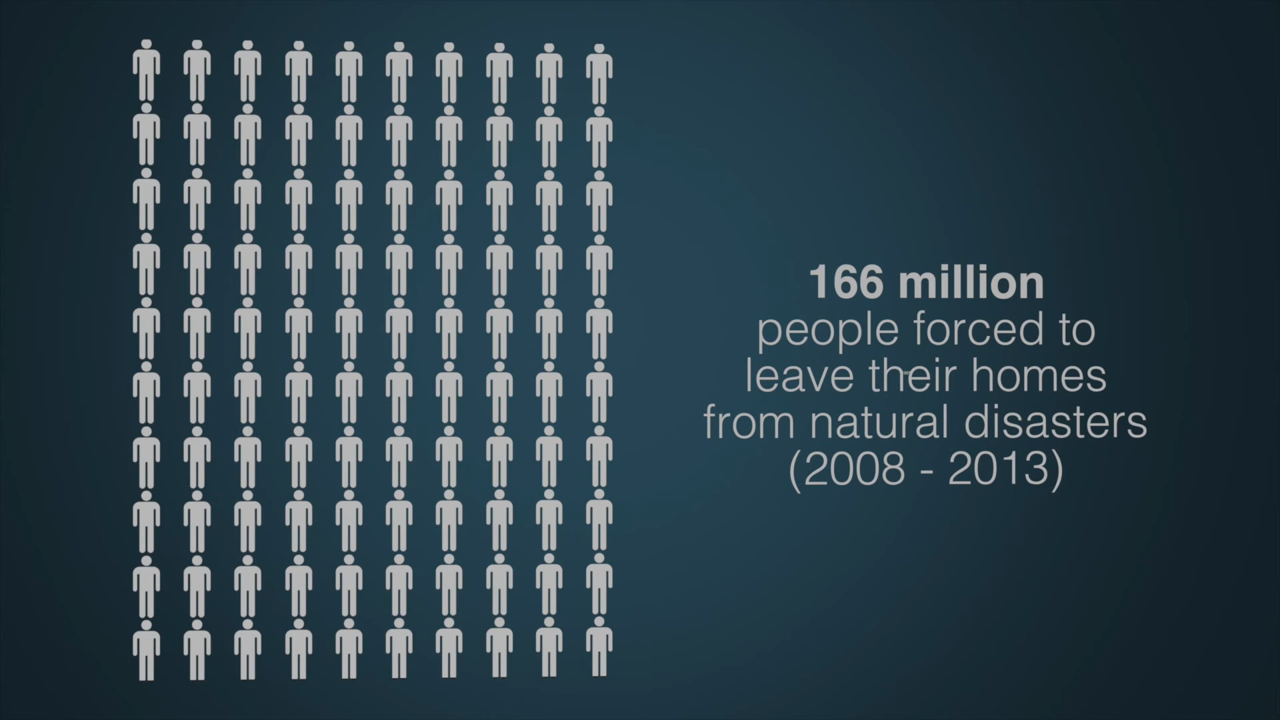 166 million
people forced to
leave their homes
from natural disasters
(2008 - 2013)